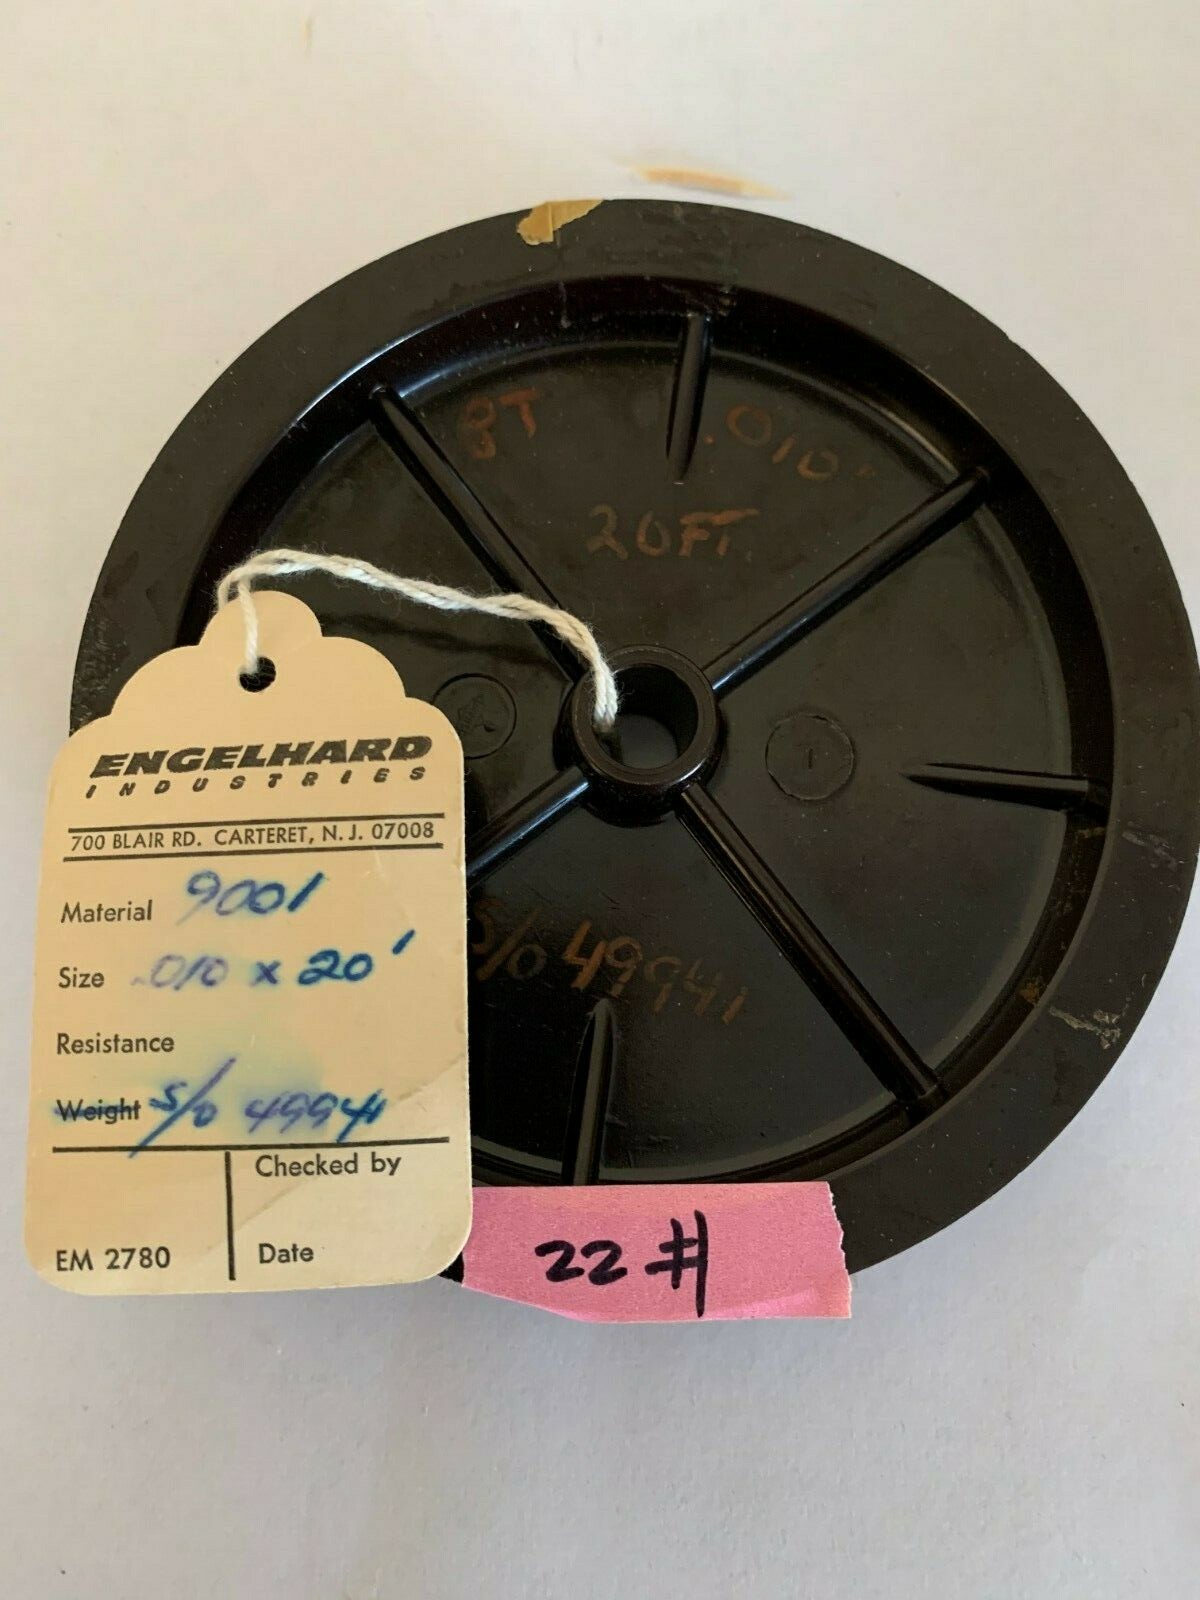 .010"
20FT.
S/O 49941
ENGELHARD
INDUSTRIES
700 BLAIR RD. CARTERET, N. J. 07008
Material 9001
Size .010 x 20'
Resistance
Weight S/O 49941
Checked by
EM 2780
Date
22 #
1